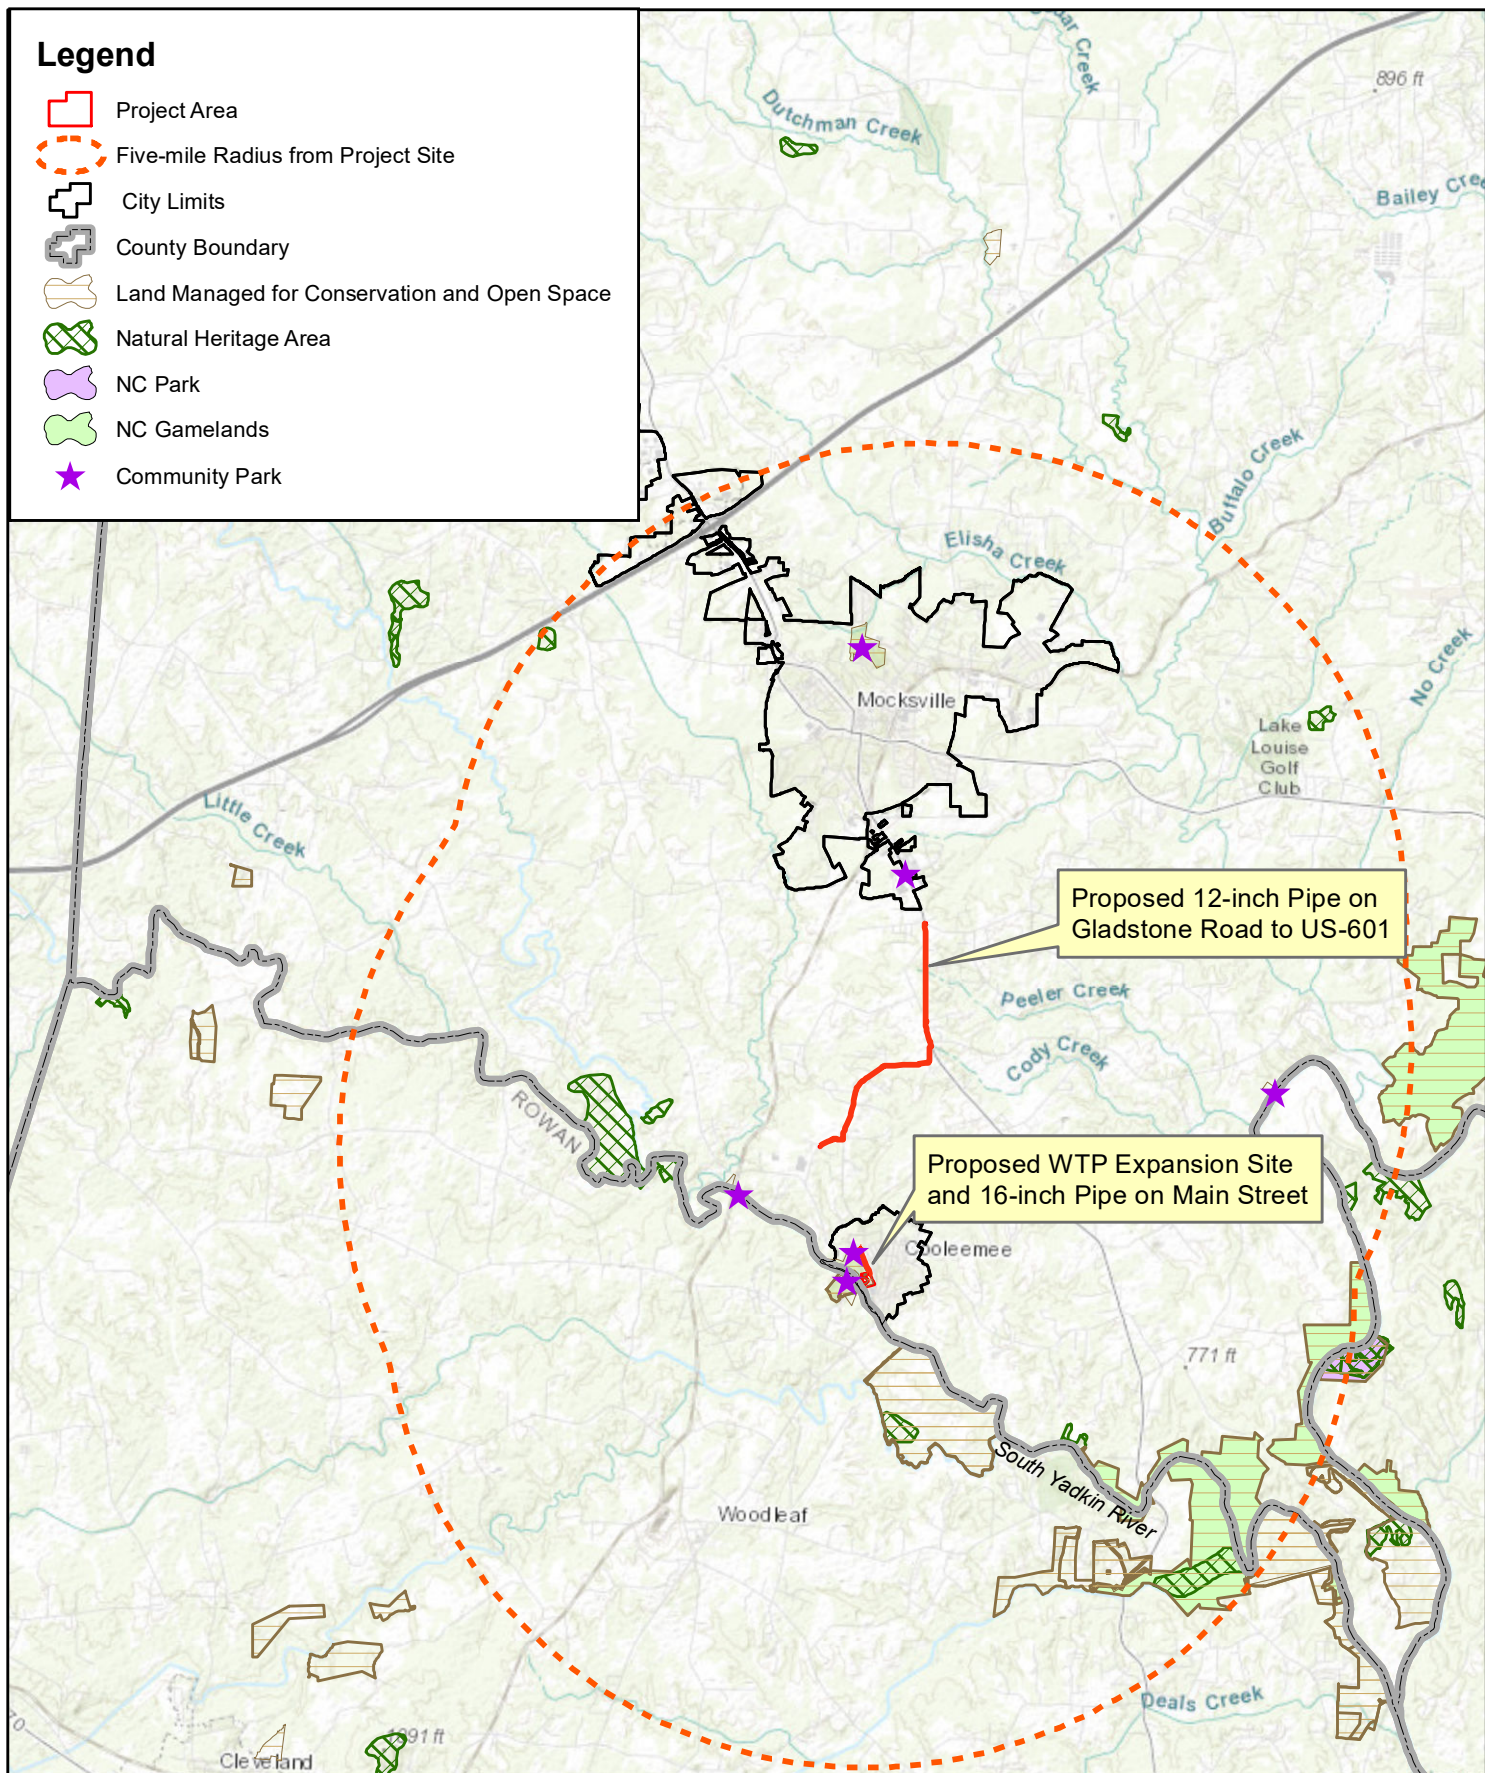 Legend
Project Area
Five-mile Radius from Project Site
City Limits
County Boundary
Land Managed for Conservation and Open Space
Natural Heritage Area
NC Park
NC Gamelands
Community Park
Creek
896 ft
Dutchman Creek
Bailey
Buffalo Creek
Elisha Creek
No Creek
Mocksville
Lake
Louise
Golf
Club
Little Creek
Proposed 12-inch Pipe on
Gladstone Road to US-601
Peeler Creek
Cody Creek
ROWAN
Proposed WTP Expansion Site
and 16-inch Pipe on Main Street
Cooleemee
771 ft
South Yadkin River
Woodleaf
Deals Creek
70
Cleveland